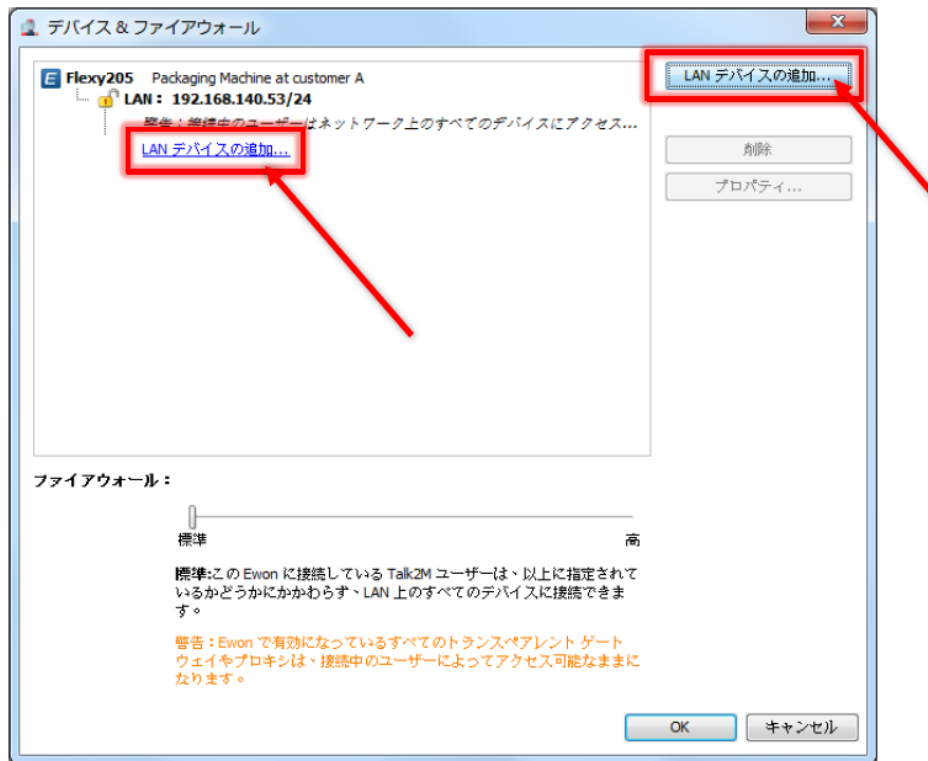 デバイス & ファイアウォール
Flexy205 Packaging Machine at customer A
LAN デバイスの追加...
LAN： 192.168.140.53/24
警告：接続中のユーザーはネットワーク上のすべてのデバイスにアクセス...
LAN デバイスの追加...
削除
プロパティ...
ファイアウォール：
標準
高
標準:この Ewon に接続している Talk2M ユーザーは、以上に指定されて
いるかどうかにかかわらず、LAN 上のすべてのデバイスに接続できま
す。
警告：Ewon で有効になっているすべてのトランスペアレント ゲート
ウェイやプロキシは、接続中のユーザーによってアクセス可能なままに
なります。
OK
キャンセル